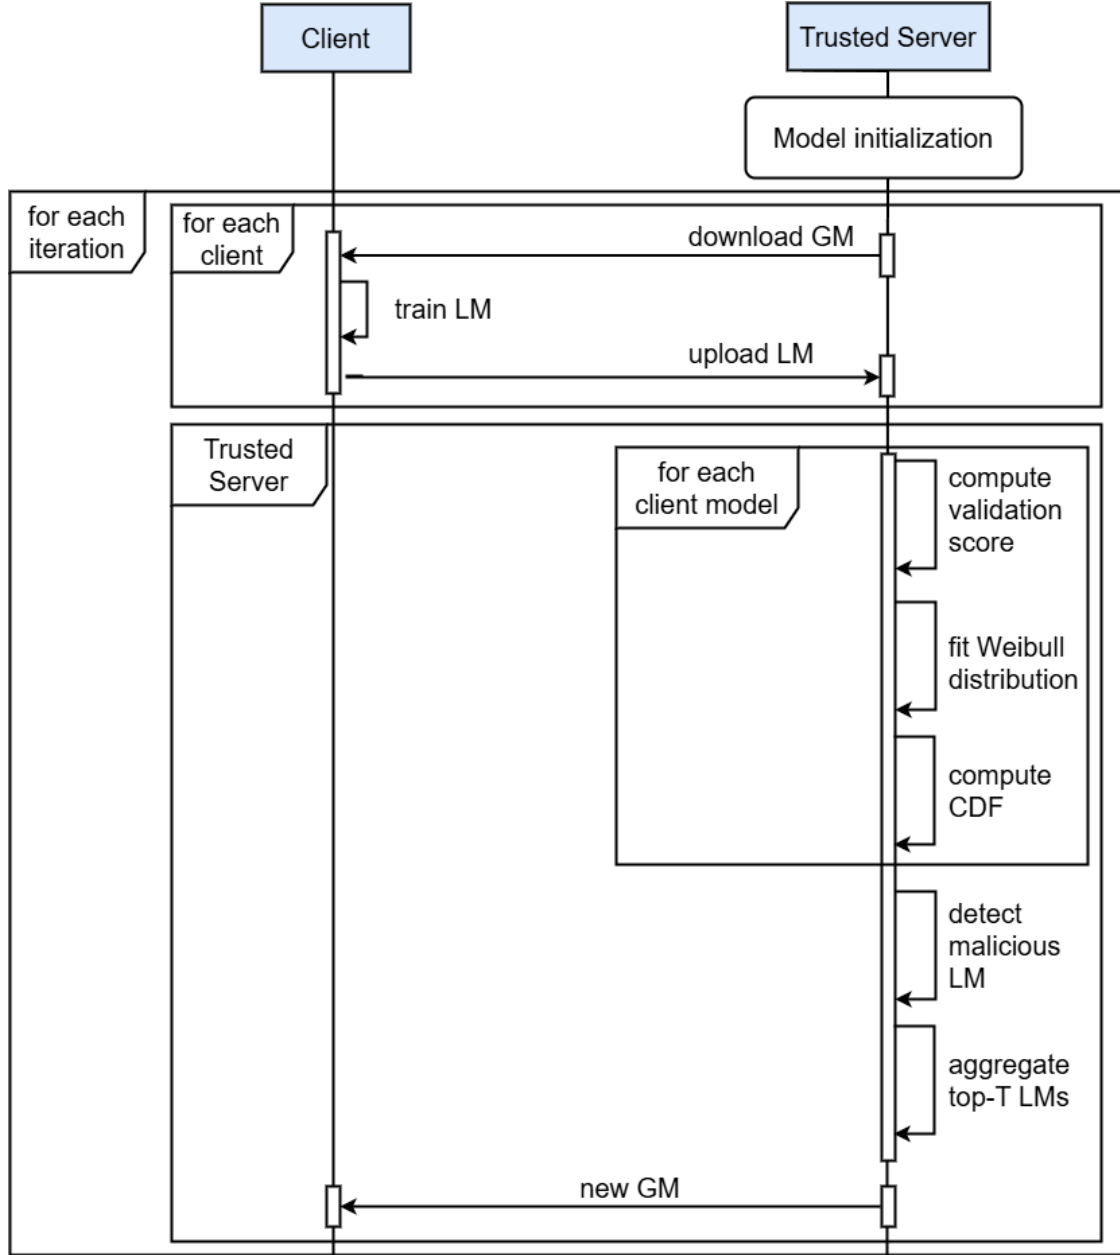 Client
Trusted Server
Model initialization
for each
iteration
for each
client
download GM
train LM
upload LM
Trusted
Server
for each
client model
compute
validation
score
fit Weibull
distribution
compute
CDF
detect
malicious
LM
aggregate
top-T LMs
new GM